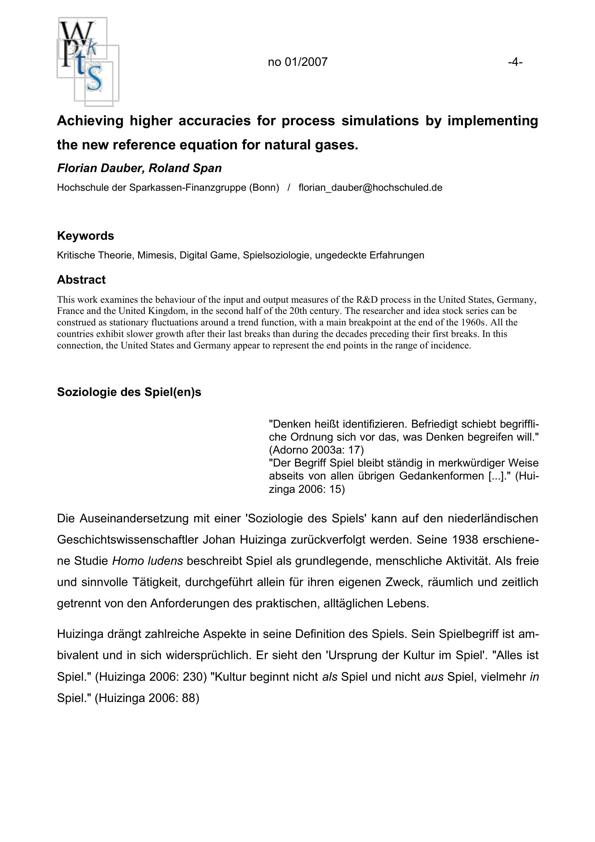 W
Pk
ts
S
no 01/2007 -4-
Achieving higher accuracies for process simulations by implementing
the new reference equation for natural gases.
Florian Dauber, Roland Span
Hochschule der Sparkassen-Finanzgruppe (Bonn) / florian_dauber@hochschuled.de
Keywords
Kritische Theorie, Mimesis, Digital Game, Spielsoziologie, ungedeckte Erfahrungen
Abstract
This work examines the behaviour of the input and output measures of the R&D process in the United States, Germany,
France and the United Kingdom, in the second half of the 20th century. The researcher and idea stock series can be
construed as stationary fluctuations around a trend function, with a main breakpoint at the end of the 1960s. All the
countries exhibit slower growth after their last breaks than during the decades preceding their first breaks. In this
connection, the United States and Germany appear to represent the end points in the range of incidence.
Soziologie des Spiel(en)s
"Denken heißt identifizieren. Befriedigt schiebt begriffli-
che Ordnung sich vor das, was Denken begreifen will."
(Adorno 2003a: 17)
"Der Begriff Spiel bleibt ständig in merkwürdiger Weise
abseits von allen übrigen Gedankenformen [...]." (Hui-
zinga 2006: 15)
Die Auseinandersetzung mit einer 'Soziologie des Spiels' kann auf den niederländischen
Geschichtswissenschaftler Johan Huizinga zurückverfolgt werden. Seine 1938 erschiene-
ne Studie Homo ludens beschreibt Spiel als grundlegende, menschliche Aktivität. Als freie
und sinnvolle Tätigkeit, durchgeführt allein für ihren eigenen Zweck, räumlich und zeitlich
getrennt von den Anforderungen des praktischen, alltäglichen Lebens.
Huizinga drängt zahlreiche Aspekte in seine Definition des Spiels. Sein Spielbegriff ist am-
bivalent und in sich widersprüchlich. Er sieht den 'Ursprung der Kultur im Spiel'. "Alles ist
Spiel." (Huizinga 2006: 230) "Kultur beginnt nicht als Spiel und nicht aus Spiel, vielmehr in
Spiel." (Huizinga 2006: 88)